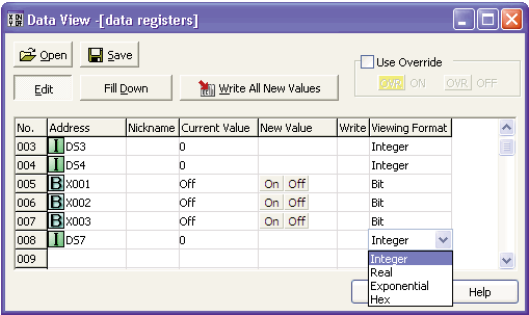 Data View -[data registers]
Open Save
Use Override
OVR ON OVR OFF
Edit Fill Down Write All New Values
No. Address Nickname Current Value New Value Write Viewing Format
003 I DS3 0 Integer
004 I DS4 0 Integer
005 B X001 Off On Off Bit
006 B X002 Off On Off Bit
007 B X003 Off On Off Bit
008 I DS7 0 Integer
009
Integer
Real
Exponential
Hex
Help